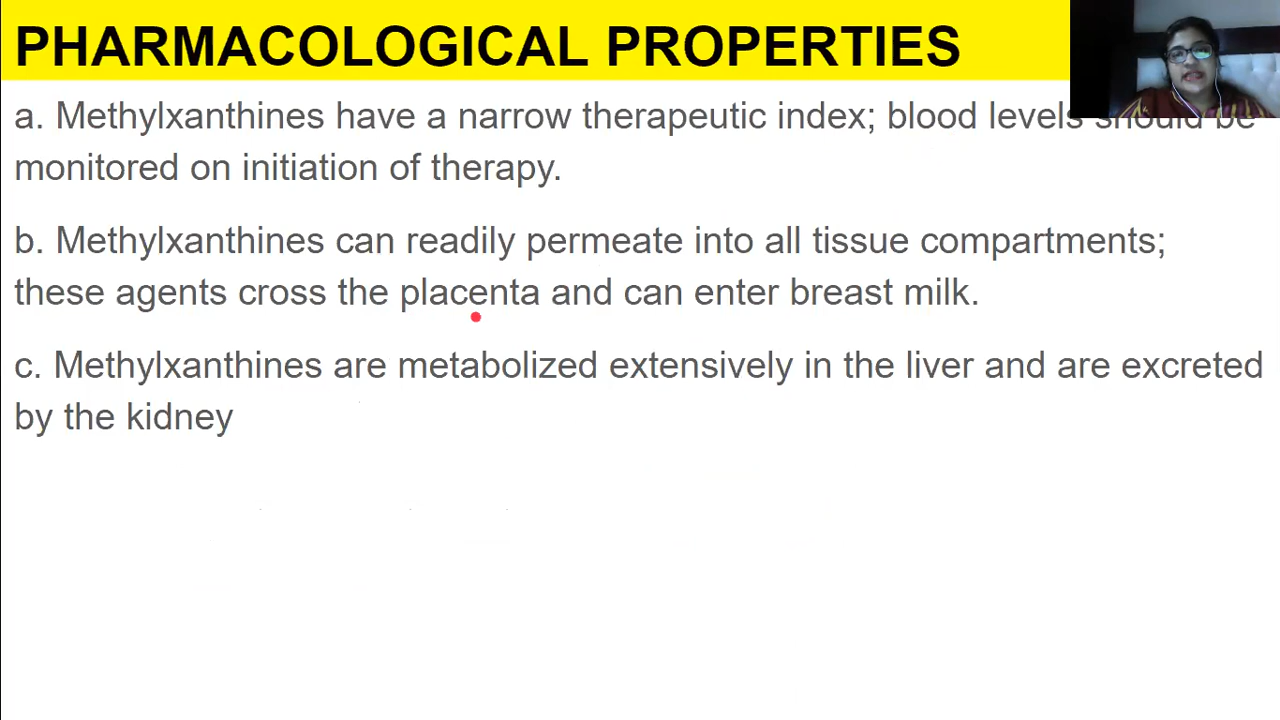 PHARMACOLOGICAL PROPERTIES
a. Methylxanthines have a narrow therapeutic index; blood levels should be
monitored on initiation of therapy.
b. Methylxanthines can readily permeate into all tissue compartments;
these agents cross the placenta and can enter breast milk.
c. Methylxanthines are metabolized extensively in the liver and are excreted
by the kidney